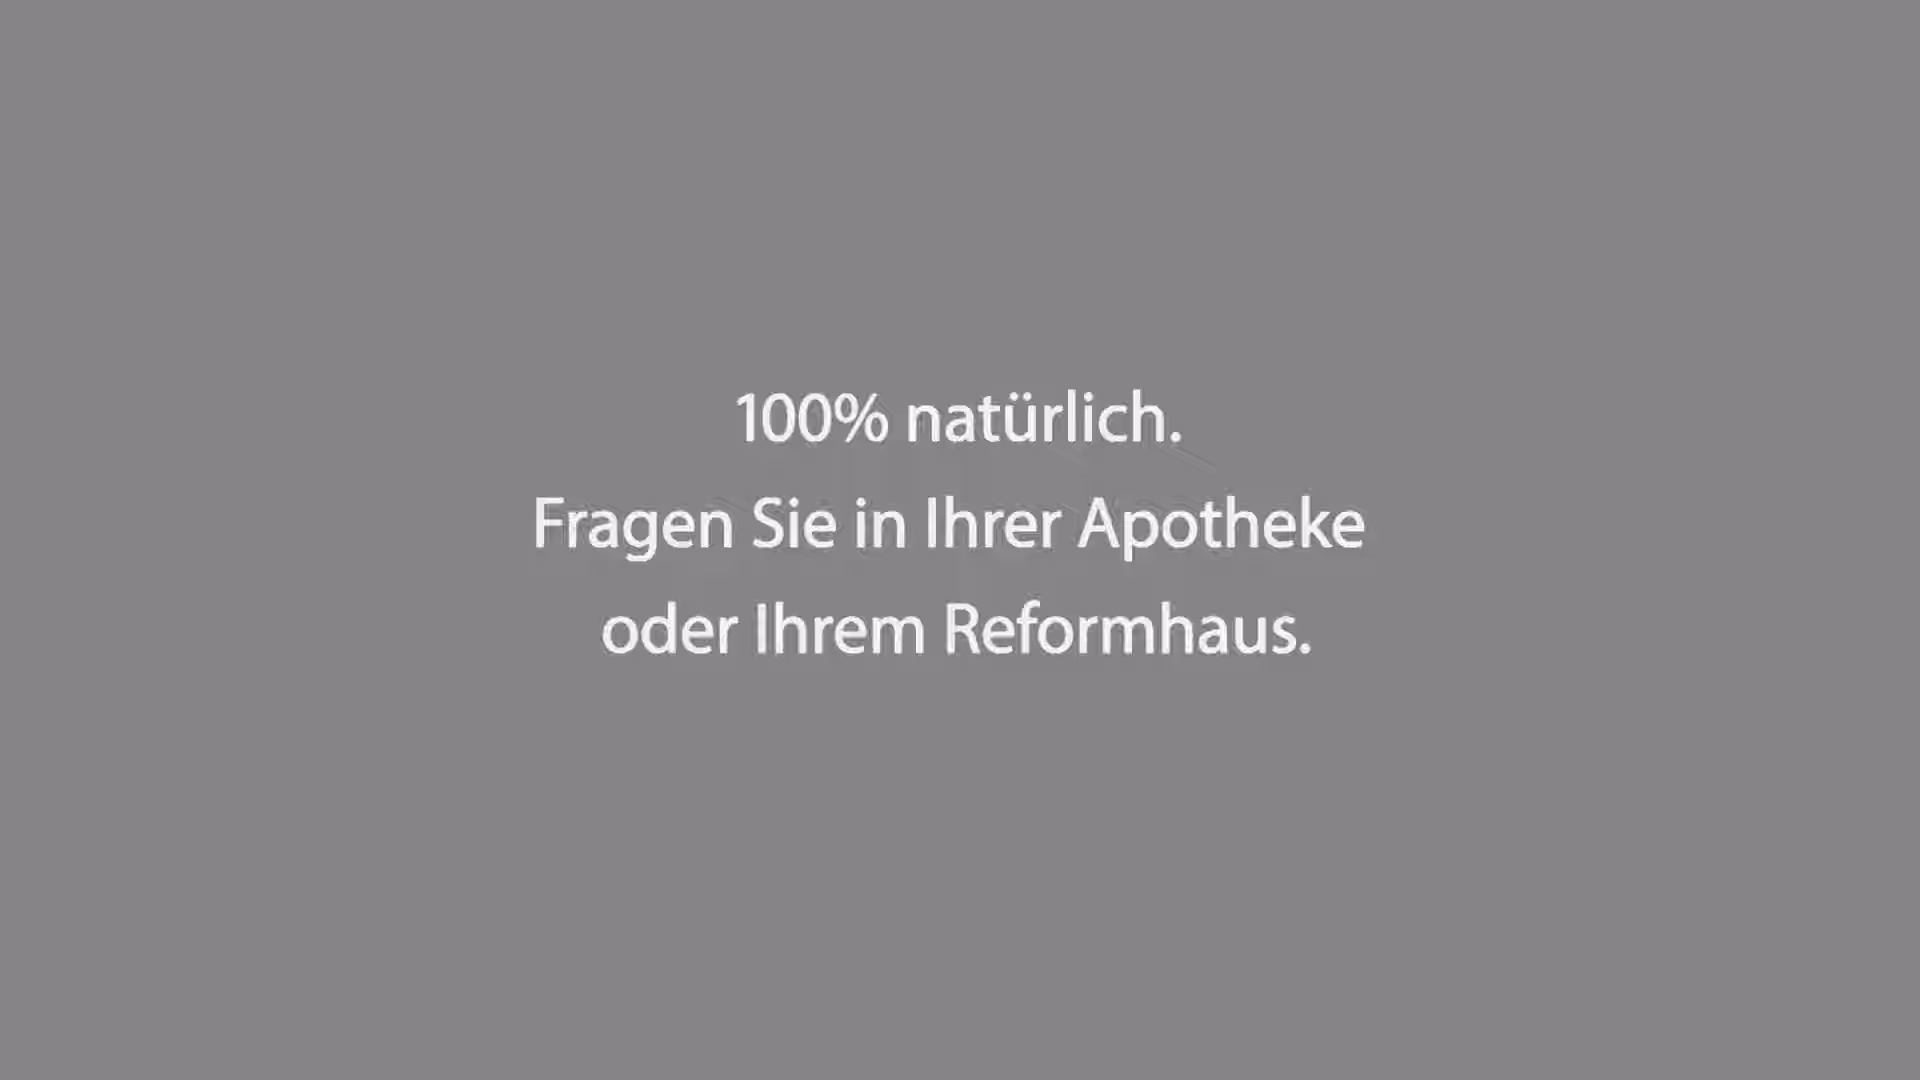 100% natürlich.
Fragen Sie in Ihrer Apotheke
oder Ihrem Reformhaus.